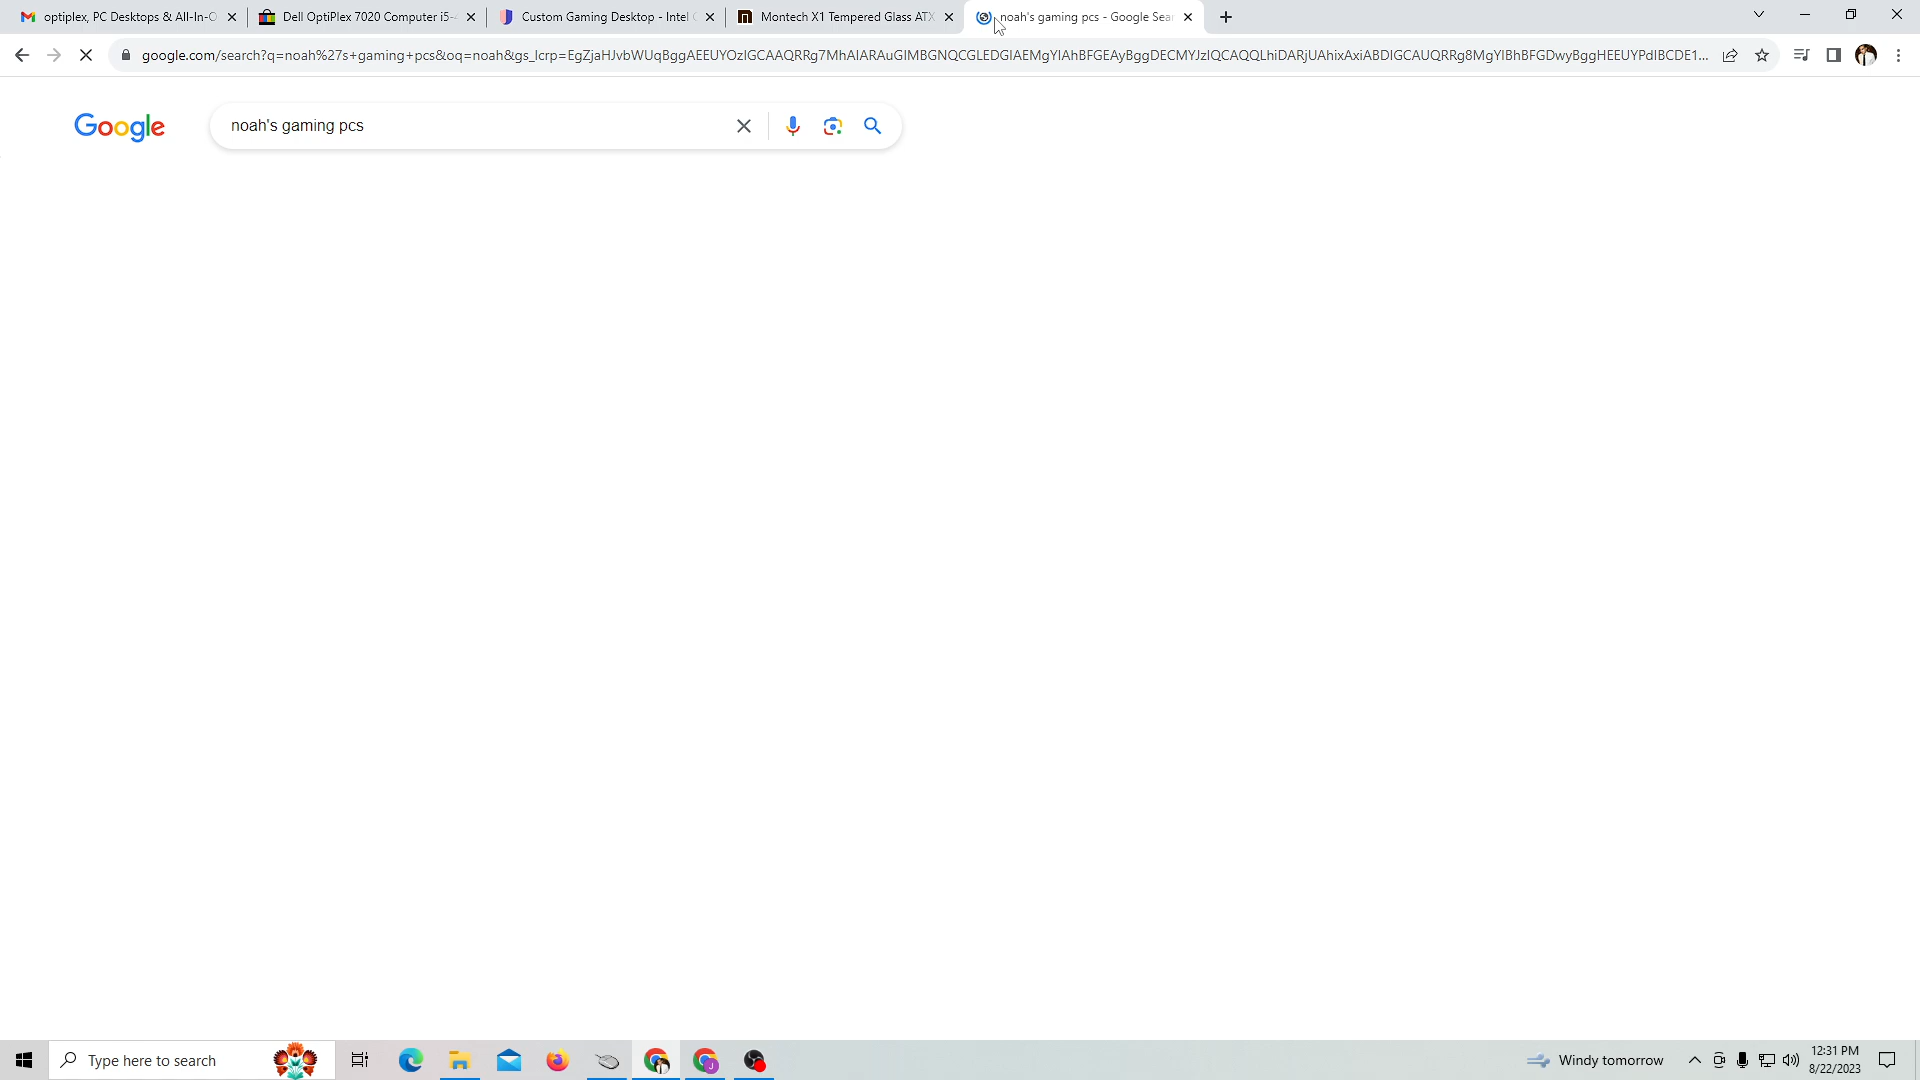 optiplex, PC Desktops & All-In-O
Dell OptiPlex 7020 Computer i5-
Custom Gaming Desktop - Intel
Montech X1 Tempered Glass ATX
noah's gaming pcs - Google Sear
google.com/search?q=noah%27s+gaming+pcs&oq=noah&gs_lcrp=EgZjaHJvbWUqBggAEEUYOzIGCAAQRRg7MhAIARAuGIMBGNQCGLEDGIAEMgYIAhBFGEAyBggDECMYJzIQCAQQLhiDARjUAhixAxiABDIGCAUQRRg8MgYIBhBFGDwyBggHEEUYPdIBCDE1...
Google
noah's gaming pcs
Type here to search
J
Windy tomorrow
12:31 PM
8/22/2023